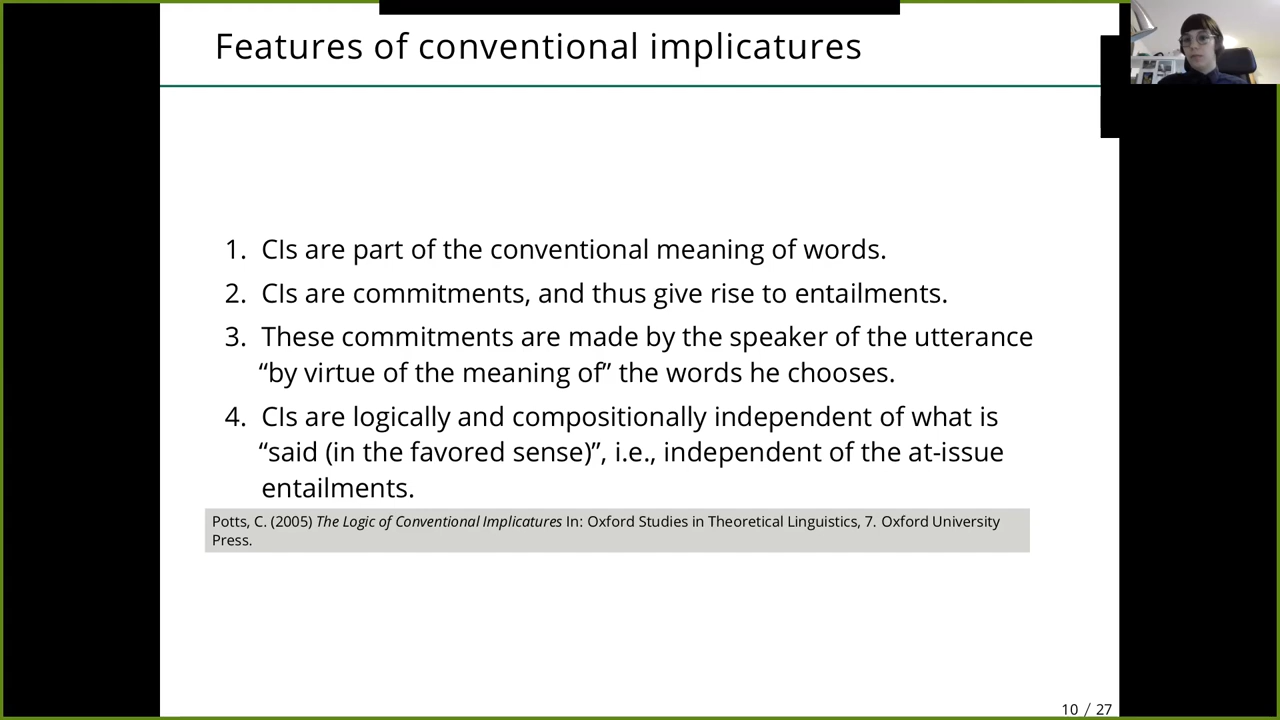 Features of conventional implicatures
1. CIs are part of the conventional meaning of words.
2. CIs are commitments, and thus give rise to entailments.
3. These commitments are made by the speaker of the utterance
“by virtue of the meaning of” the words he chooses.
4. CIs are logically and compositionally independent of what is
“said (in the favored sense)”, i.e., independent of the at-issue
entailments.
Potts, C. (2005) The Logic of Conventional Implicatures In: Oxford Studies in Theoretical Linguistics, 7. Oxford University
Press.
10 / 27